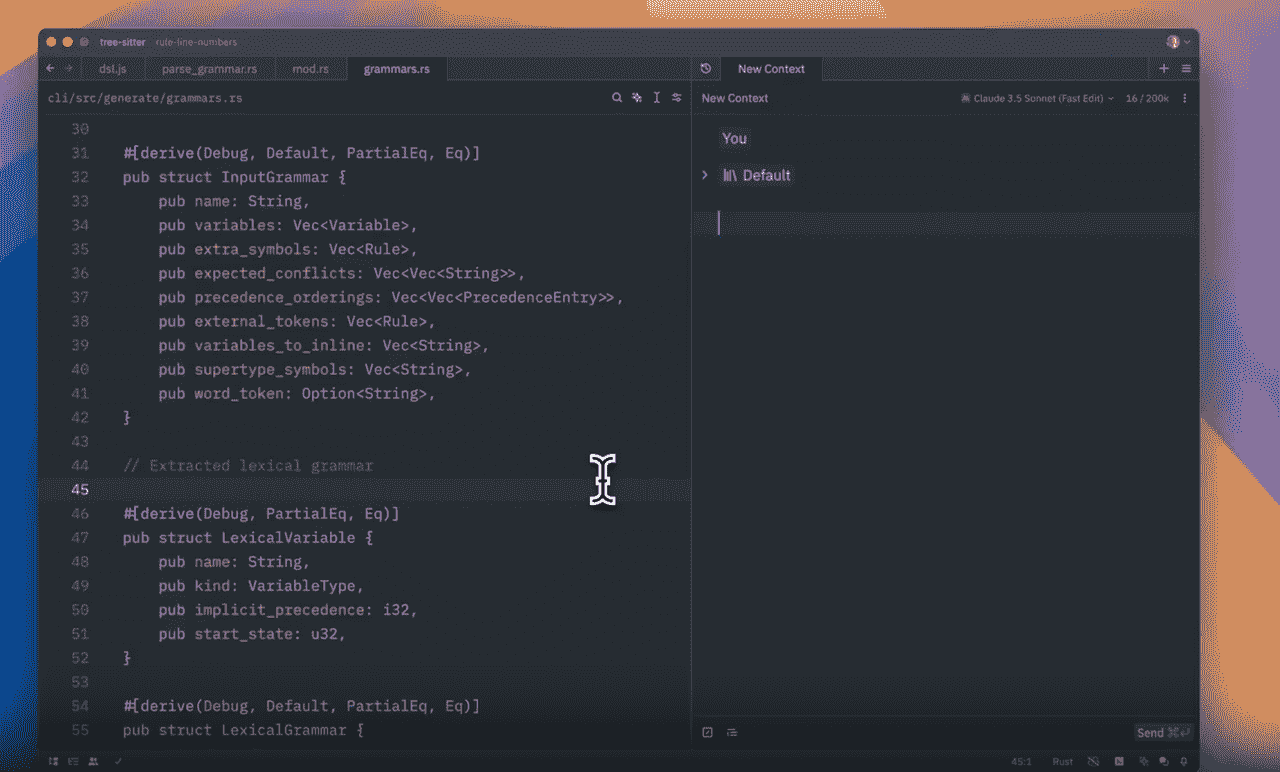 tree-sitter rule-line-numbers
dsl.js parse_grammar.rs mod.rs grammars.rs
cli/src/generate/grammars.rs
30
31 #[derive(Debug, Default, PartialEq, Eq)]
32 pub struct InputGrammar {
33 pub name: String,
34 pub variables: Vec<Variable>,
35 pub extra_symbols: Vec<Rule>,
36 pub expected_conflicts: Vec<Vec<String>>,
37 pub precedence_orderings: Vec<Vec<PrecedenceEntry>>,
38 pub external_tokens: Vec<Rule>,
39 pub variables_to_inline: Vec<String>,
40 pub supertype_symbols: Vec<String>,
41 pub word_token: Option<String>,
42 }
43
44 // Extracted lexical grammar
45
46 #[derive(Debug, PartialEq, Eq)]
47 pub struct LexicalVariable {
48 pub name: String,
49 pub kind: VariableType,
50 pub implicit_precedence: i32,
51 pub start_state: u32,
52 }
53
54 #[derive(Debug, Default, PartialEq, Eq)]
55 pub struct LexicalGrammar {
New Context
New Context Claude 3.5 Sonnet (Fast Edit) 16 / 200k
You
Default
Send ⌘⏎
45:1 Rust